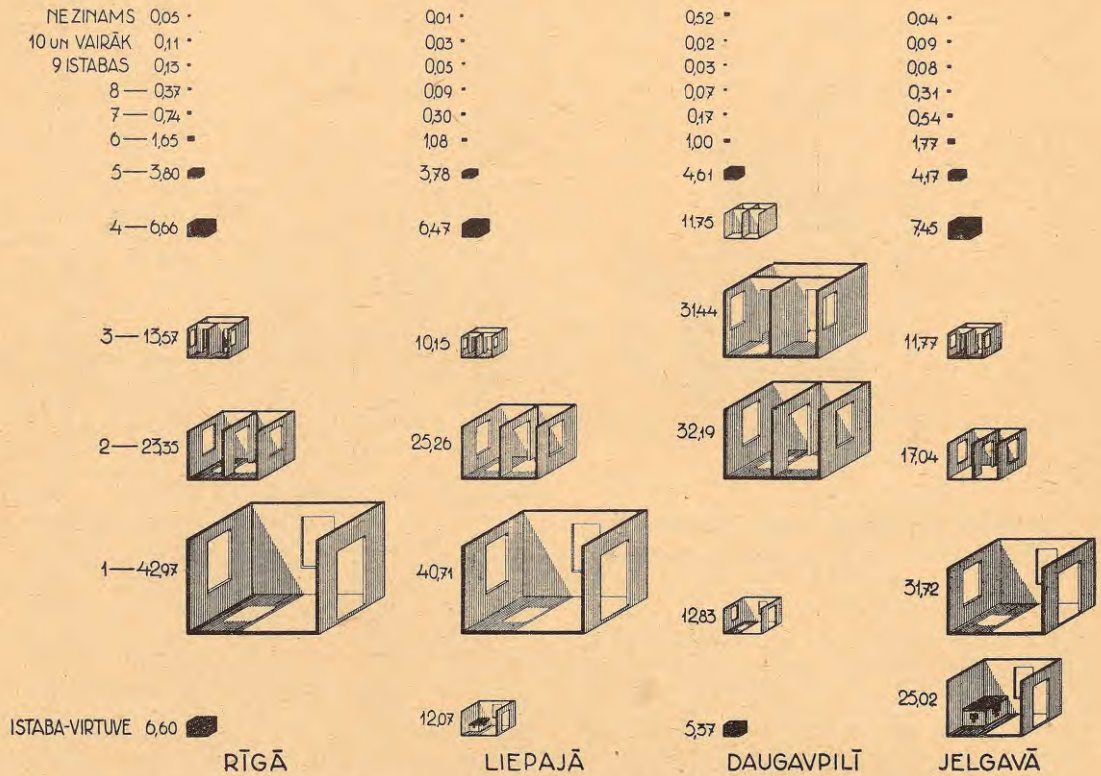 NEZINAMS 0,05 0,01 0,52 0,04
10 UN VAIRĀK 0,11 0,03 0,02 0,09
9 ISTABAS 0,13 0,05 0,03 0,08
8—0,37 0,09 0,07 0,31
7—0,74 0,30 0,17 0,54
6—1,65 1,08 1,00 1,77
5—3,80 3,78 4,61 4,17
4—6,66 6,47 11,75 7,45
3—13,57 10,15 31,44 11,77
2—23,35 25,26 32,19 17,04
1—42,97 40,71 12,83 31,72
ISTABA-VIRTUVE 6,60 12,07 5,37 25,02
RĪGĀ LIEPAJĀ DAUGAVPILĪ JELGAVĀ